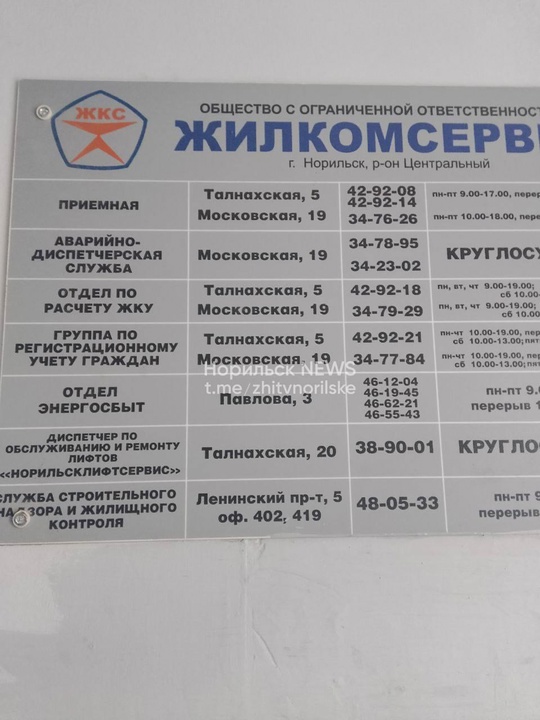 ЖКС
ОБЩЕСТВО С ОГРАНИЧЕННОЙ ОТВЕТСТВЕННОСТ
ЖИЛКОМСЕРВИ
г. Норильск, р-он Центральный
ПРИЕМНАЯ
Талнахская, 5
42-92-08
42-92-14
пн-пт 9.00-17.00, перер
Московская, 19
34-76-26
пн-пт 10.00-18.00, пере
АВАРИЙНО-
ДИСПЕТЧЕРСКАЯ
СЛУЖБА
Московская, 19
34-78-95
34-23-02
КРУГЛОСУ
ОТДЕЛ ПО
РАСЧЕТУ ЖКУ
Талнахская, 5
42-92-18
пн, вт, чт 9.00-19.00;
сб 10.00-
Московская, 19
34-79-29
пн, вт, чт 9.00-19.00;
сб 10.00
ГРУППА ПО
РЕГИСТРАЦИОННОМУ
УЧЕТУ ГРАЖДАН
Талнахская, 5
42-92-21
пн-чт 10.00-19.00, перер
сб 10.00-13.00;пят
Московская, 19
34-77-84
пн-чт 10.00-19.00, перер
сб 10.00-13.00;пят
ОТДЕЛ
ЭНЕРГОСБЫТ
Павлова, 3
46-12-04
46-19-45
46-62-21
46-55-43
пн-пт 9.0
перерыв 1
ДИСПЕТЧЕР ПО
ОБСЛУЖИВАНИЮ И РЕМОНТУ
ЛИФТОВ
«НОРИЛЬСКЛИФТСЕРВИС»
Талнахская, 20
38-90-01
КРУГЛОС
СЛУЖБА СТРОИТЕЛЬНОГО
НАДЗОРА И ЖИЛИЩНОГО
КОНТРОЛЯ
Ленинский пр-т, 5
оф. 402, 419
48-05-33
пн-пт 9
перерыв
Норильск NEWS
t.me/zhitvnorilske